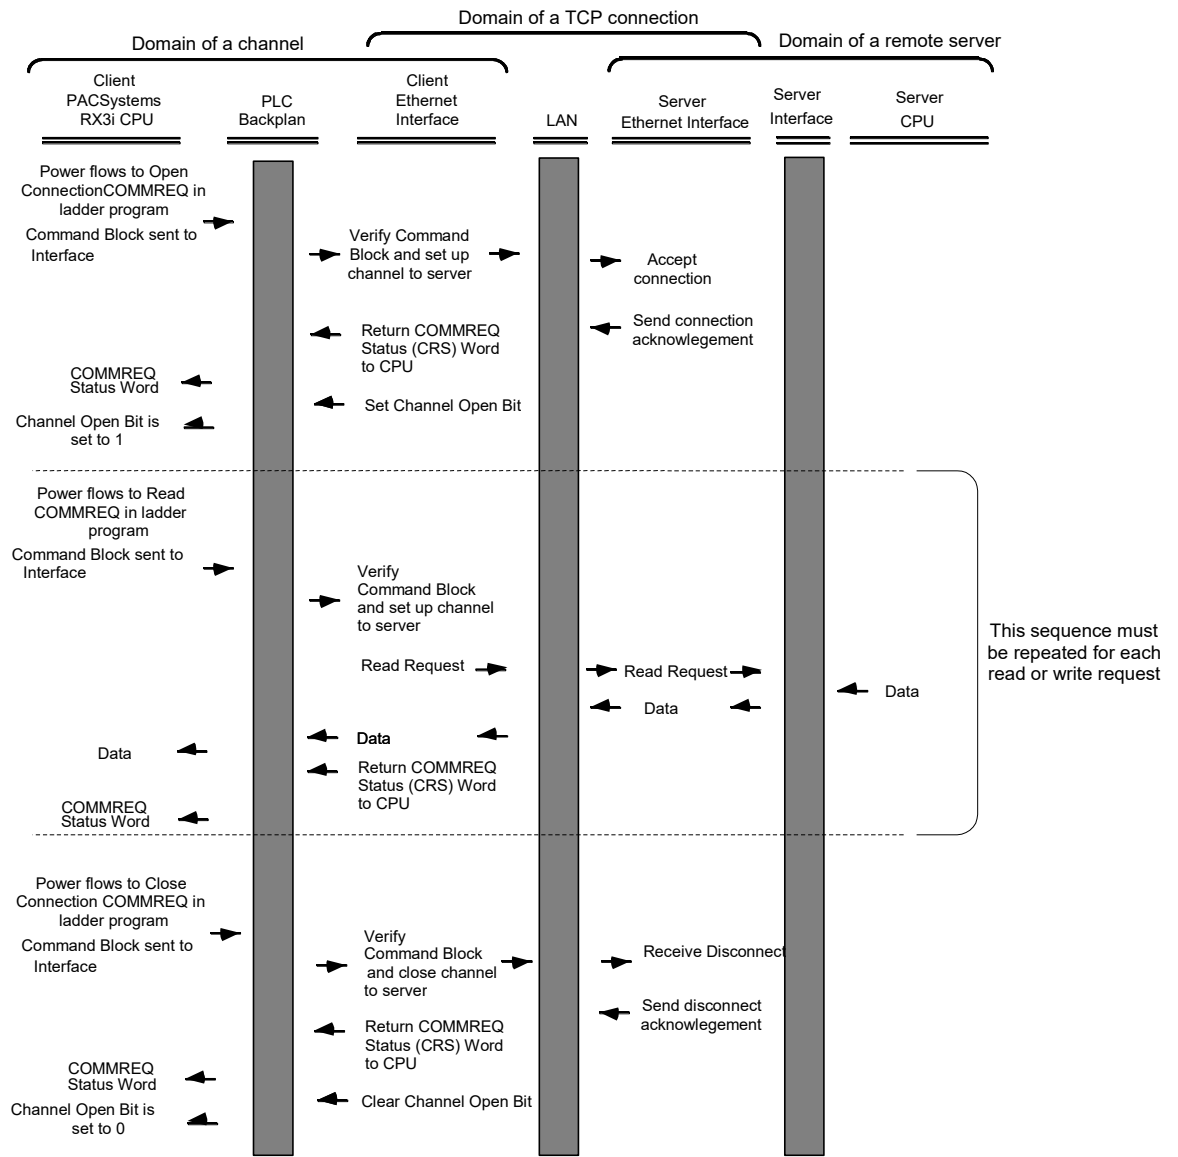 Domain of a TCP connection
Domain of a channel
Domain of a remote server
Client
PACSystems
RX3i CPU
PLC
Backplan
Client
Ethernet
Interface
LAN
Server
Ethernet Interface
Server
Interface
Server
CPU
Power flows to Open
ConnectionCOMMREQ in
ladder program
Command Block sent to
Interface
Verify Command
Block and set up
channel to server
Accept
connection
Send connection
acknowlegement
Return COMMREQ
Status (CRS) Word
to CPU
COMMREQ
Status Word
Set Channel Open Bit
Channel Open Bit is
set to 1
Power flows to Read
COMMREQ in ladder
program
Command Block sent to
Interface
Verify
Command Block
and set up channel
to server
This sequence must
be repeated for each
read or write request
Read Request
Read Request
Data
Data
Data
Data
Return COMMREQ
Status (CRS) Word
to CPU
COMMREQ
Status Word
Power flows to Close
Connection COMMREQ in
ladder program
Command Block sent to
Interface
Verify
Command Block
and close channel
to server
Receive Disconnect
Send disconnect
acknowlegement
Return COMMREQ
Status (CRS) Word
to CPU
COMMREQ
Status Word
Clear Channel Open Bit
Channel Open Bit is
set to 0